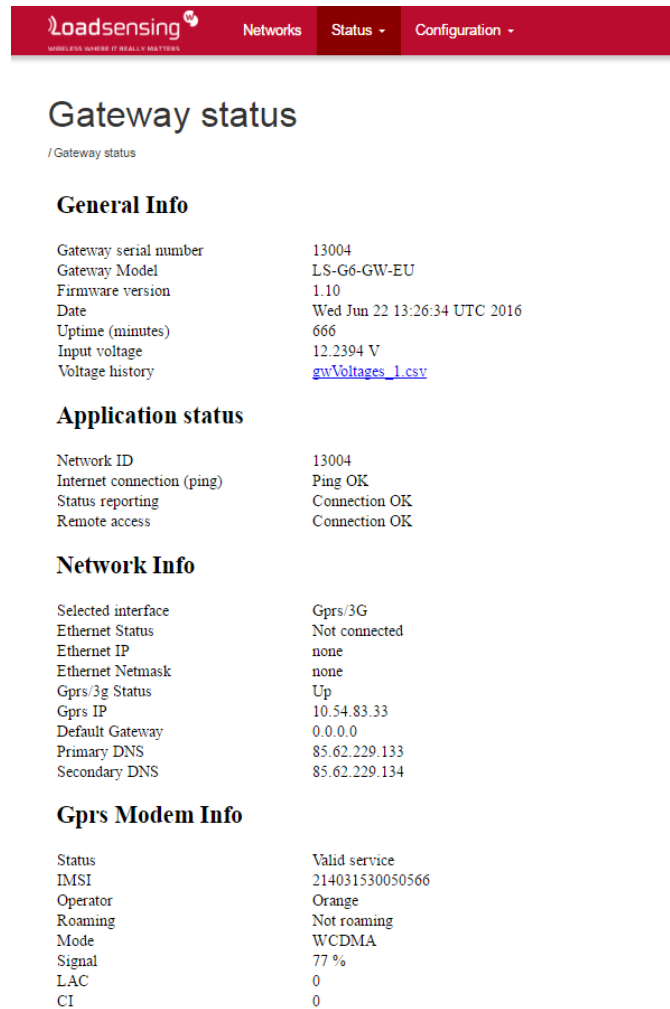 Loadsensing W
WIRELESS WHERE IT REALLY MATTERS
Networks Status Configuration
Gateway status
/ Gateway status
General Info
Gateway serial number 13004
Gateway Model LS-G6-GW-EU
Firmware version 1.10
Date Wed Jun 22 13:26:34 UTC 2016
Uptime (minutes) 666
Input voltage 12.2394 V
Voltage history gwVoltages_1.csv
Application status
Network ID 13004
Internet connection (ping) Ping OK
Status reporting Connection OK
Remote access Connection OK
Network Info
Selected interface Gprs/3G
Ethernet Status Not connected
Ethernet IP none
Ethernet Netmask none
Gprs/3g Status Up
Gprs IP 10.54.83.33
Default Gateway 0.0.0.0
Primary DNS 85.62.229.133
Secondary DNS 85.62.229.134
Gprs Modem Info
Status Valid service
IMSI 214031530050566
Operator Orange
Roaming Not roaming
Mode WCDMA
Signal 77 %
LAC 0
CI 0